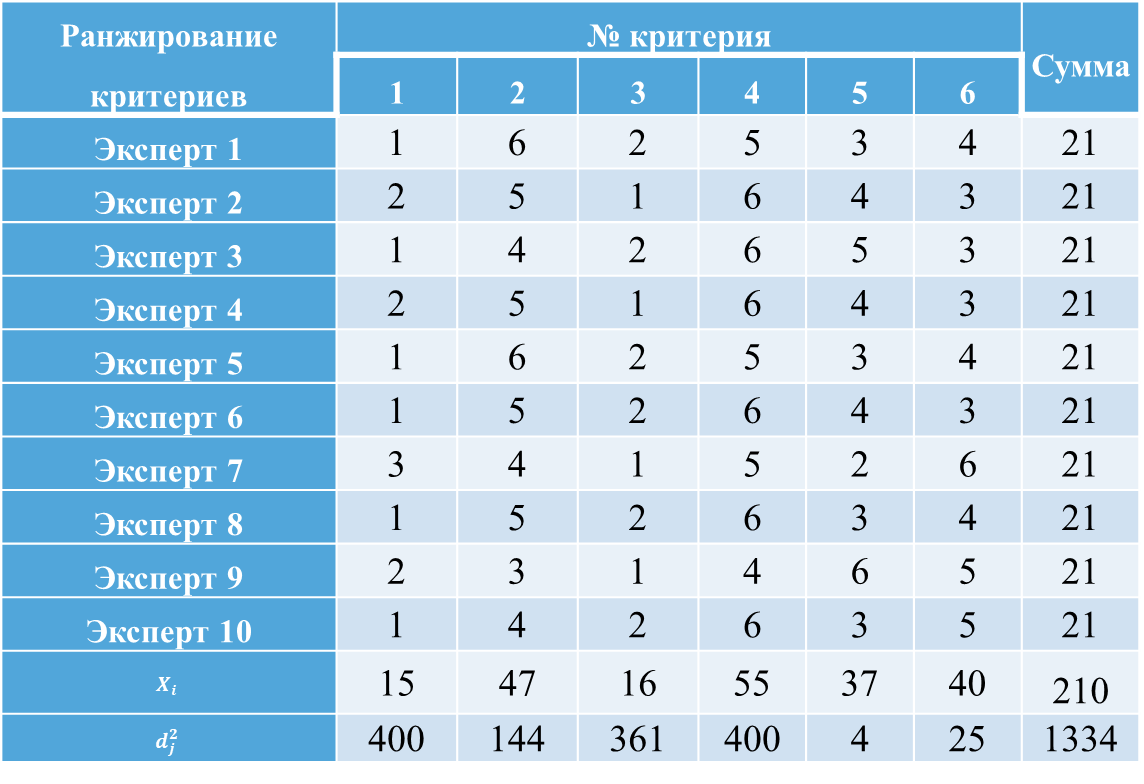 Ранжирование критериев № критерия Сумма
1 2 3 4 5 6
Эксперт 1 1 6 2 5 3 4 21
Эксперт 2 2 5 1 6 4 3 21
Эксперт 3 1 4 2 6 5 3 21
Эксперт 4 2 5 1 6 4 3 21
Эксперт 5 1 6 2 5 3 4 21
Эксперт 6 1 5 2 6 4 3 21
Эксперт 7 3 4 1 5 2 6 21
Эксперт 8 1 5 2 6 3 4 21
Эксперт 9 2 3 1 4 6 5 21
Эксперт 10 1 4 2 6 3 5 21
X_i 15 47 16 55 37 40 210
d_j^2 400 144 361 400 4 25 1334